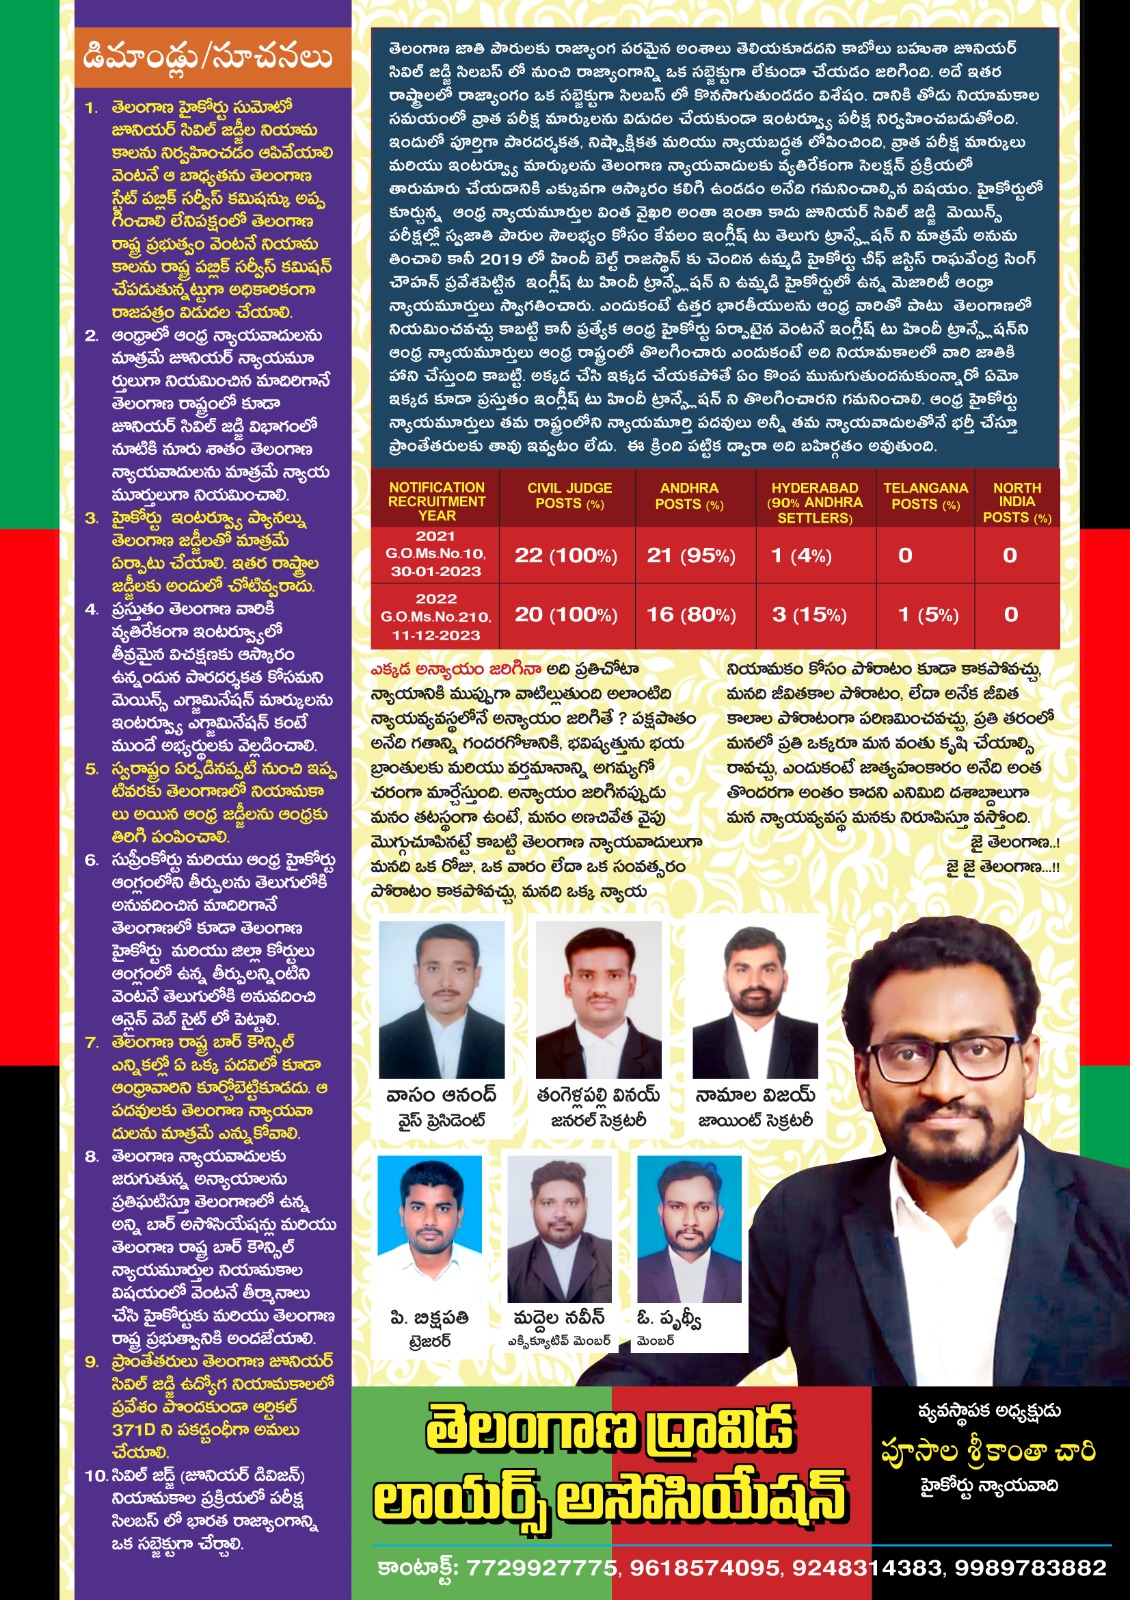 డిమాండ్లు/సూచనలు
1. తెలంగాణ హైకోర్టు సుమోటో
జూనియర్ సివిల్ జడ్జీల నియామ
కాలను నిర్వహించడం ఆపివేయాలి
వెంటనే ఆ బాధ్యతను తెలంగాణ
స్టేట్ పబ్లిక్ సర్వీస్ కమిషన్కు అప్ప
గించాలి లేనిపక్షంలో తెలంగాణ
రాష్ట్ర ప్రభుత్వం వెంటనే నియామ
కాలను రాష్ట్ర పబ్లిక్ సర్వీస్ కమిషన్
చేపడుతున్నట్టుగా అధికారికంగా
రాజపత్రం విడుదల చేయాలి.
2. ఆంధ్రాలో ఆంధ్ర న్యాయవాదులను
మాత్రమే జూనియర్ న్యాయమూ
ర్తులుగా నియమించిన మాదిరిగానే
తెలంగాణ రాష్ట్రంలో కూడా
జూనియర్ సివిల్ జడ్జి విభాగంలో
నూటికి నూరు శాతం తెలంగాణ
న్యాయవాదులను మాత్రమే న్యాయ
మూర్తులుగా నియమించాలి.
3. హైకోర్టు ఇంటర్వ్యూ ప్యానల్ను
తెలంగాణ జడ్జీలతో మాత్రమే
ఏర్పాటు చేయాలి. ఇతర రాష్ట్రాల
జడ్జీలకు అందులో చోటివ్వరాదు.
4. ప్రస్తుతం తెలంగాణ వారికి
వ్యతిరేకంగా ఇంటర్వ్యూలో
తీవ్రమైన విచక్షణకు ఆస్కారం
ఉన్నందున పారదర్శకత కోసమని
మెయిన్స్ ఎగ్జామినేషన్ మార్కులను
ఇంటర్వ్యూ ఎగ్జామినేషన్ కంటే
ముందే అభ్యర్థులకు వెల్లడించాలి.
5. స్వరాష్ట్రం ఏర్పడినప్పటి నుంచి ఇప్ప
టివరకు తెలంగాణలో నియామకా
లు అయిన ఆంధ్ర జడ్జీలను ఆంధ్రకు
తిరిగి పంపించాలి.
6. సుప్రీంకోర్టు మరియు ఆంధ్ర హైకోర్టు
ఆంగ్లంలోని తీర్పులను తెలుగులోకి
అనువదించిన మాదిరిగానే
తెలంగాణలో కూడా తెలంగాణ
హైకోర్టు మరియు జిల్లా కోర్టులు
ఆంగ్లంలో ఉన్న తీర్పులన్నింటిని
వెంటనే తెలుగులోకి అనువదించి
ఆన్లైన్ వెబ్ సైట్ లో పెట్టాలి.
7. తెలంగాణ రాష్ట్ర బార్ కౌన్సిల్
ఎన్నికల్లో ఏ ఒక్క పదవిలో కూడా
ఆంధ్రావారిని కూర్చోబెట్టికూడదు. ఆ
పదవులకు తెలంగాణ న్యాయవా
దులను మాత్రమే ఎన్నుకోవాలి.
8. తెలంగాణ న్యాయవాదులకు
జరుగుతున్న అన్యాయాలను
ప్రతిఘటిస్తూ తెలంగాణలో ఉన్న
అన్ని బార్ అసోసియేషన్లు మరియు
తెలంగాణ రాష్ట్ర బార్ కౌన్సిల్
న్యాయమూర్తుల నియామకాల
విషయంలో వెంటనే తీర్మానాలు
చేసి హైకోర్టుకు మరియు తెలంగాణ
రాష్ట్ర ప్రభుత్వానికి అందజేయాలి.
9. ప్రాంతేతరులు తెలంగాణ జూనియర్
సివిల్ జడ్జి ఉద్యోగ నియామకాలలో
ప్రవేశం పొందకుండా ఆర్టికల్
371D ని పకడ్బందీగా అమలు
చేయాలి.
10. సివిల్ జడ్జ్ (జూనియర్ డివిజన్)
నియామకాల ప్రక్రియలో పరీక్ష
సిలబస్ లో భారత రాజ్యాంగాన్ని
ఒక సబ్జెక్టుగా చేర్చాలి.
తెలంగాణ జాతి పౌరులకు రాజ్యాంగ పరమైన అంశాలు తెలియకూడదని కాబోలు బహుశా జూనియర్
సివిల్ జడ్జి సిలబస్ లో నుంచి రాజ్యాంగాన్ని ఒక సబ్జెక్టుగా లేకుండా చేయడం జరిగింది. అదే ఇతర
రాష్ట్రాలలో రాజ్యాంగం ఒక సబ్జెక్టుగా సిలబస్ లో కొనసాగుతుండడం విశేషం. దానికి తోడు నియామకాల
సమయంలో వ్రాత పరీక్ష మార్కులను విడుదల చేయకుండా ఇంటర్వ్యూ పరీక్ష నిర్వహించబడుతోంది.
ఇందులో పూర్తిగా పారదర్శకత, నిష్పాక్షికత మరియు న్యాయబద్ధత లోపించింది, వ్రాత పరీక్ష మార్కులు
మరియు ఇంటర్వ్యూ మార్కులను తెలంగాణ న్యాయవాదులకు వ్యతిరేకంగా సెలక్షన్ ప్రక్రియలో
తారుమారు చేయడానికి ఎక్కువగా ఆస్కారం కలిగి ఉండడం అనేది గమనించాల్సిన విషయం. హైకోర్టులో
కూర్చున్న ఆంధ్ర న్యాయమూర్తుల వింత వైఖరి అంతా ఇంతా కాదు జూనియర్ సివిల్ జడ్జి మెయిన్స్
పరీక్షల్లో స్వజాతి పౌరుల సౌలభ్యం కోసం కేవలం ఇంగ్లీష్ టు తెలుగు ట్రాన్స్లేషన్ ని మాత్రమే అనుమ
తించాలి కానీ 2019 లో హిందీ బెల్ట్ రాజస్థాన్ కు చెందిన ఉమ్మడి హైకోర్టు చీఫ్ జస్టిస్ రాఘవేంద్ర సింగ్
చౌహన్ ప్రవేశపెట్టిన ఇంగ్లీష్ టు హిందీ ట్రాన్స్లేషన్ ని ఉమ్మడి హైకోర్టులో ఉన్న మెజారిటీ ఆంధ్రా
న్యాయమూర్తులు స్వాగతించారు. ఎందుకంటే ఉత్తర భారతీయులను ఆంధ్ర వారితో పాటు తెలంగాణలో
నియమించవచ్చు కాబట్టి కానీ ప్రత్యేక ఆంధ్ర హైకోర్టు ఏర్పాటైన వెంటనే ఇంగ్లీష్ టు హిందీ ట్రాన్స్లేషన్‌ని
ఆంధ్ర న్యాయమూర్తులు ఆంధ్ర రాష్ట్రంలో తొలగించారు ఎందుకంటే అది నియామకాలలో వారి జాతికి
హాని చేస్తుంది కాబట్టి. అక్కడ చేసి ఇక్కడ చేయకపోతే ఏం కొంప మునుగుతుందనుకున్నారో ఏమో
ఇక్కడ కూడా ప్రస్తుతం ఇంగ్లీష్ టు హిందీ ట్రాన్స్లేషన్ ని తొలగించారని గమనించాలి. ఆంధ్ర హైకోర్టు
న్యాయమూర్తులు తమ రాష్ట్రంలోని న్యాయమూర్తి పదవులు అన్నీ తమ న్యాయవాదులతోనే భర్తీ చేస్తూ
ప్రాంతేతరులకు తావు ఇవ్వటం లేదు. ఈ క్రింది పట్టిక ద్వారా అది బహిర్గతం అవుతుంది.
NOTIFICATION RECRUITMENT YEAR | CIVIL JUDGE POSTS (%) | ANDHRA POSTS (%) | HYDERABAD (90% ANDHRA SETTLERS) | TELANGANA POSTS (%) | NORTH INDIA POSTS (%)
2021 G.O.Ms.No.10, 30-01-2023 | 22 (100%) | 21 (95%) | 1 (4%) | 0 | 0
2022 G.O.Ms.No.210, 11-12-2023 | 20 (100%) | 16 (80%) | 3 (15%) | 1 (5%) | 0
ఎక్కడ అన్యాయం జరిగినా అది ప్రతిచోటా
న్యాయానికి ముప్పుగా వాటిల్లుతుంది అలాంటిది
న్యాయవ్యవస్థలోనే అన్యాయం జరిగితే ? పక్షపాతం
అనేది గతాన్ని గందరగోళానికి, భవిష్యత్తును భయ
భ్రాంతులకు మరియు వర్తమానాన్ని అగమ్యగో
చరంగా మార్చేస్తుంది. అన్యాయం జరిగినప్పుడు
మనం తటస్థంగా ఉంటే, మనం అణచివేత వైపు
మొగ్గుచూపినట్టే కాబట్టి తెలంగాణ న్యాయవాదులుగా
మనది ఒక రోజు, ఒక వారం లేదా ఒక సంవత్సరం
పోరాటం కాకపోవచ్చు, మనది ఒక్క న్యాయ
నియామకం కోసం పోరాటం కూడా కాకపోవచ్చు,
మనది జీవితకాల పోరాటం, లేదా అనేక జీవిత
కాలాల పోరాటంగా పరిణమించవచ్చు, ప్రతి తరంలో
మనలో ప్రతి ఒక్కరూ మన వంతు కృషి చేయాల్సి
రావచ్చు, ఎందుకంటే జాత్యహంకారం అనేది అంత
తొందరగా అంతం కాదని ఎనిమిది దశాబ్దాలుగా
మన న్యాయవ్యవస్థ మనకు నిరూపిస్తూ వస్తోంది.
జై తెలంగాణ..!
జై జై తెలంగాణ...!!
వాసం ఆనంద్
వైస్ ప్రెసిడెంట్
తంగెళ్లపల్లి వినయ్
జనరల్ సెక్రటరీ
నామాల విజయ్
జాయింట్ సెక్రటరీ
పి. బిక్షపతి
ట్రెజరర్
మద్దెల నవీన్
ఎక్సిక్యూటివ్ మెంబర్
ఓ. పృథ్వీ
మెంబర్
తెలంగాణ ద్రావిడ
లాయర్స్ అసోసియేషన్
వ్యవస్థాపక అధ్యక్షుడు
పూసాల శ్రీకాంతా చారి
హైకోర్టు న్యాయవాది
కాంటాక్ట్: 7729927775, 9618574095, 9248314383, 9989783882